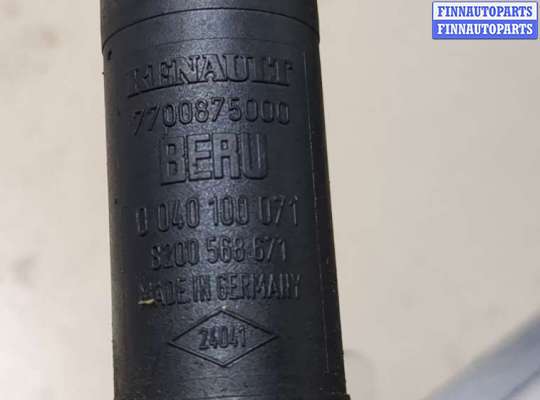 FINNAUTOPARTS
FINNAUTOPARTS
RENAULT
7700875000
BERU
0 040 100 071
8200 568 671
MADE IN GERMANY
24041